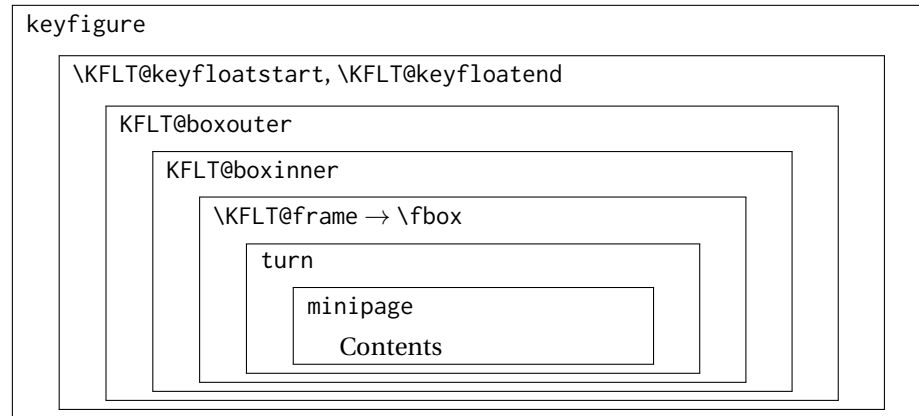 keyfigure
\KFLT@keyfloatstart, \KFLT@keyfloatend
KFLT@boxouter
KFLT@boxinner
\KFLT@frame → \fbox
turn
minipage
Contents